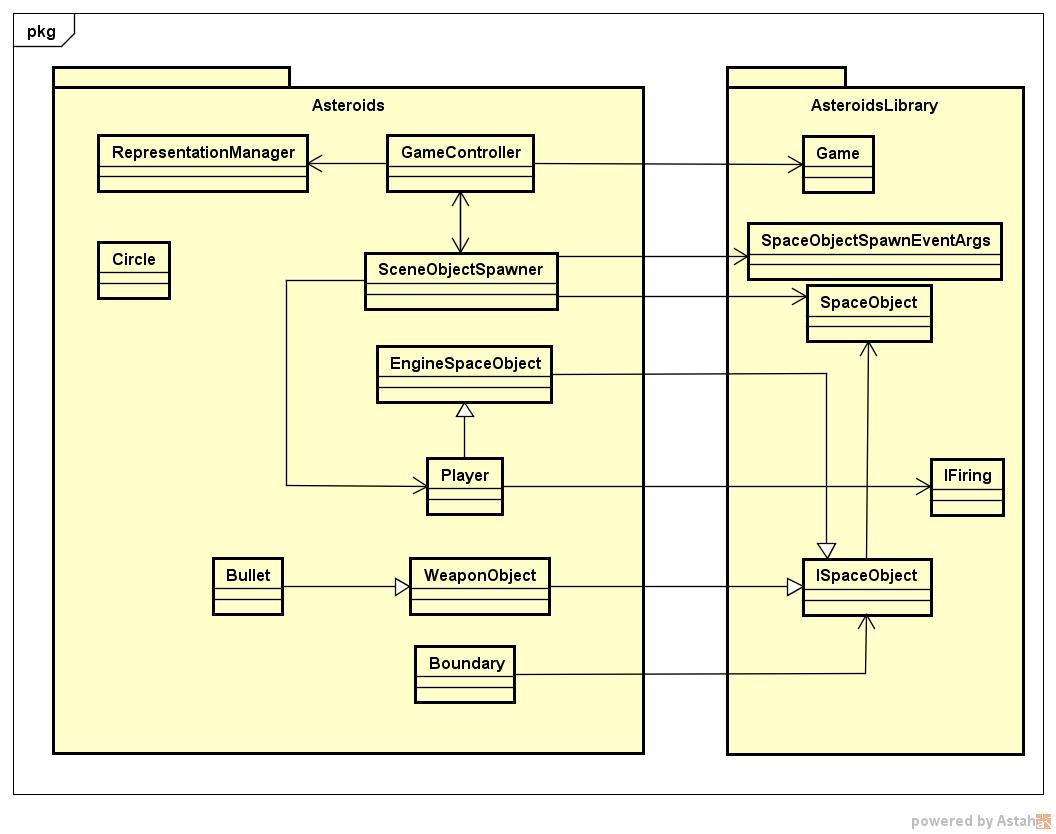 pkg
Asteroids
AsteroidsLibrary
RepresentationManager
GameController
Game
Circle
SceneObjectSpawner
SpaceObjectSpawnEventArgs
SpaceObject
EngineSpaceObject
Player
IFiring
Bullet
WeaponObject
ISpaceObject
Boundary
powered by Astah